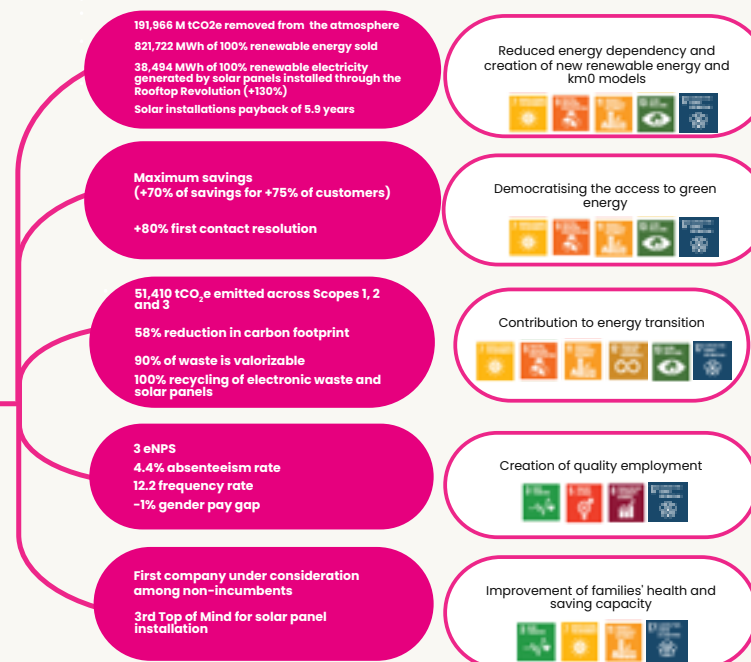 191,966 M tCO2e removed from the atmosphere
821,722 MWh of 100% renewable energy sold
38,494 MWh of 100% renewable electricity
generated by solar panels installed through the
Rooftop Revolution (+130%)
Solar installations payback of 5.9 years
Reduced energy dependency and
creation of new renewable energy and
km0 models
Maximum savings
(+70% of savings for +75% of customers)
+80% first contact resolution
Democratising the access to green
energy
51,410 tCO₂e emitted across Scopes 1, 2
and 3
58% reduction in carbon footprint
90% of waste is valorizable
100% recycling of electronic waste and
solar panels
Contribution to energy transition
3 eNPS
4.4% absenteeism rate
12.2 frequency rate
-1% gender pay gap
Creation of quality employment
First company under consideration
among non-incumbents
3rd Top of Mind for solar panel
installation
Improvement of families' health and
saving capacity